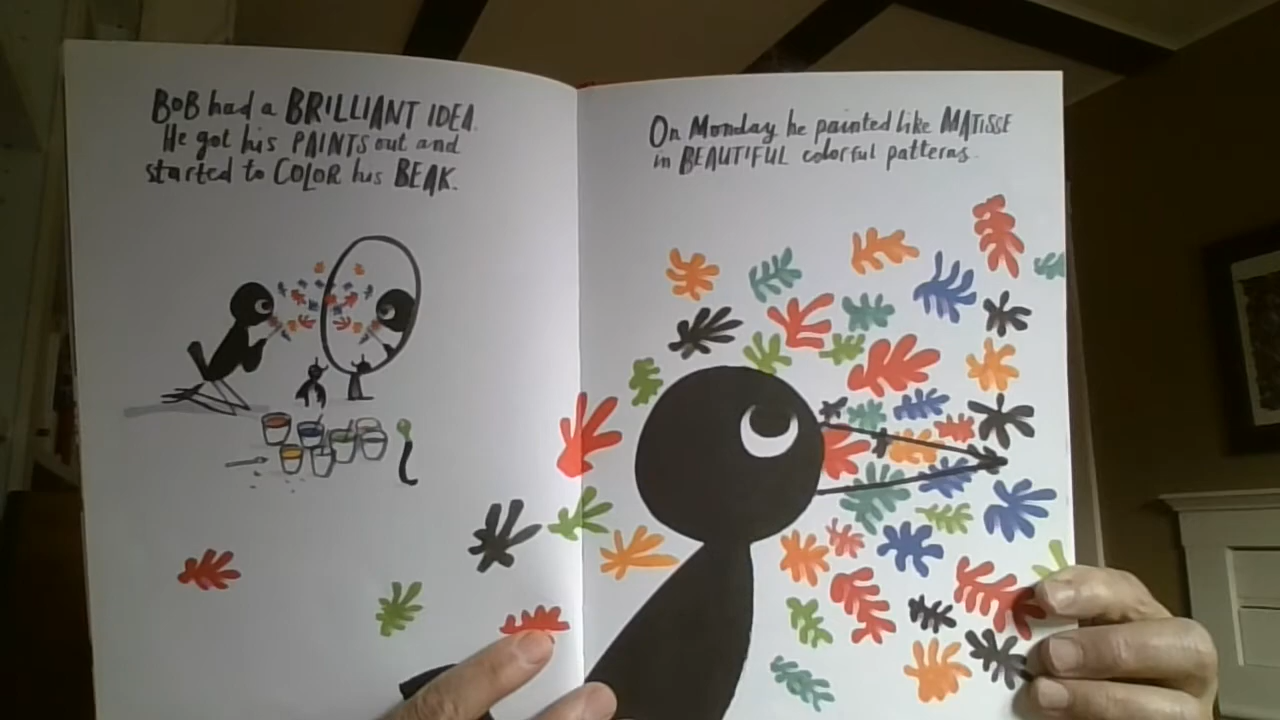 BOB had a BRILLIANT IDEA.
He got his PAINTS out and
started to COLOR his BEAK.
On Monday he painted like MATISSE
in BEAUTIFUL colorful patterns.